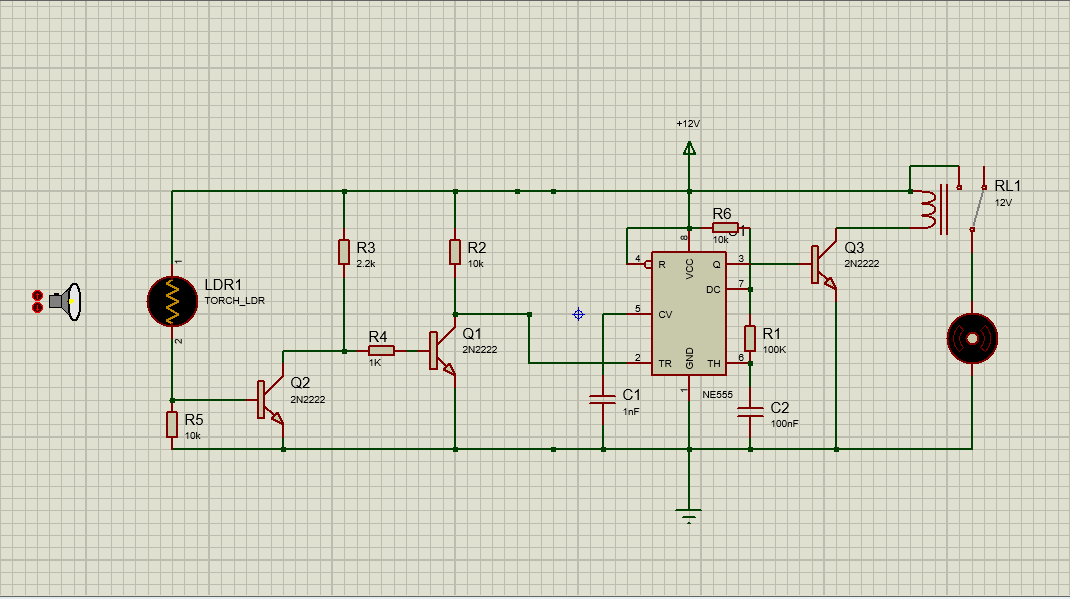 +12V
RL1
12V
R6
10k
R3
2.2k
R2
10k
Q3
2N2222
LDR1
TORCH_LDR
1
2
4
R
8
VCC
Q
3
DC
7
5
CV
2
TR
GND
1
TH
6
NE555
R1
100K
R4
1K
Q1
2N2222
Q2
2N2222
R5
10k
C1
1nF
C2
100nF